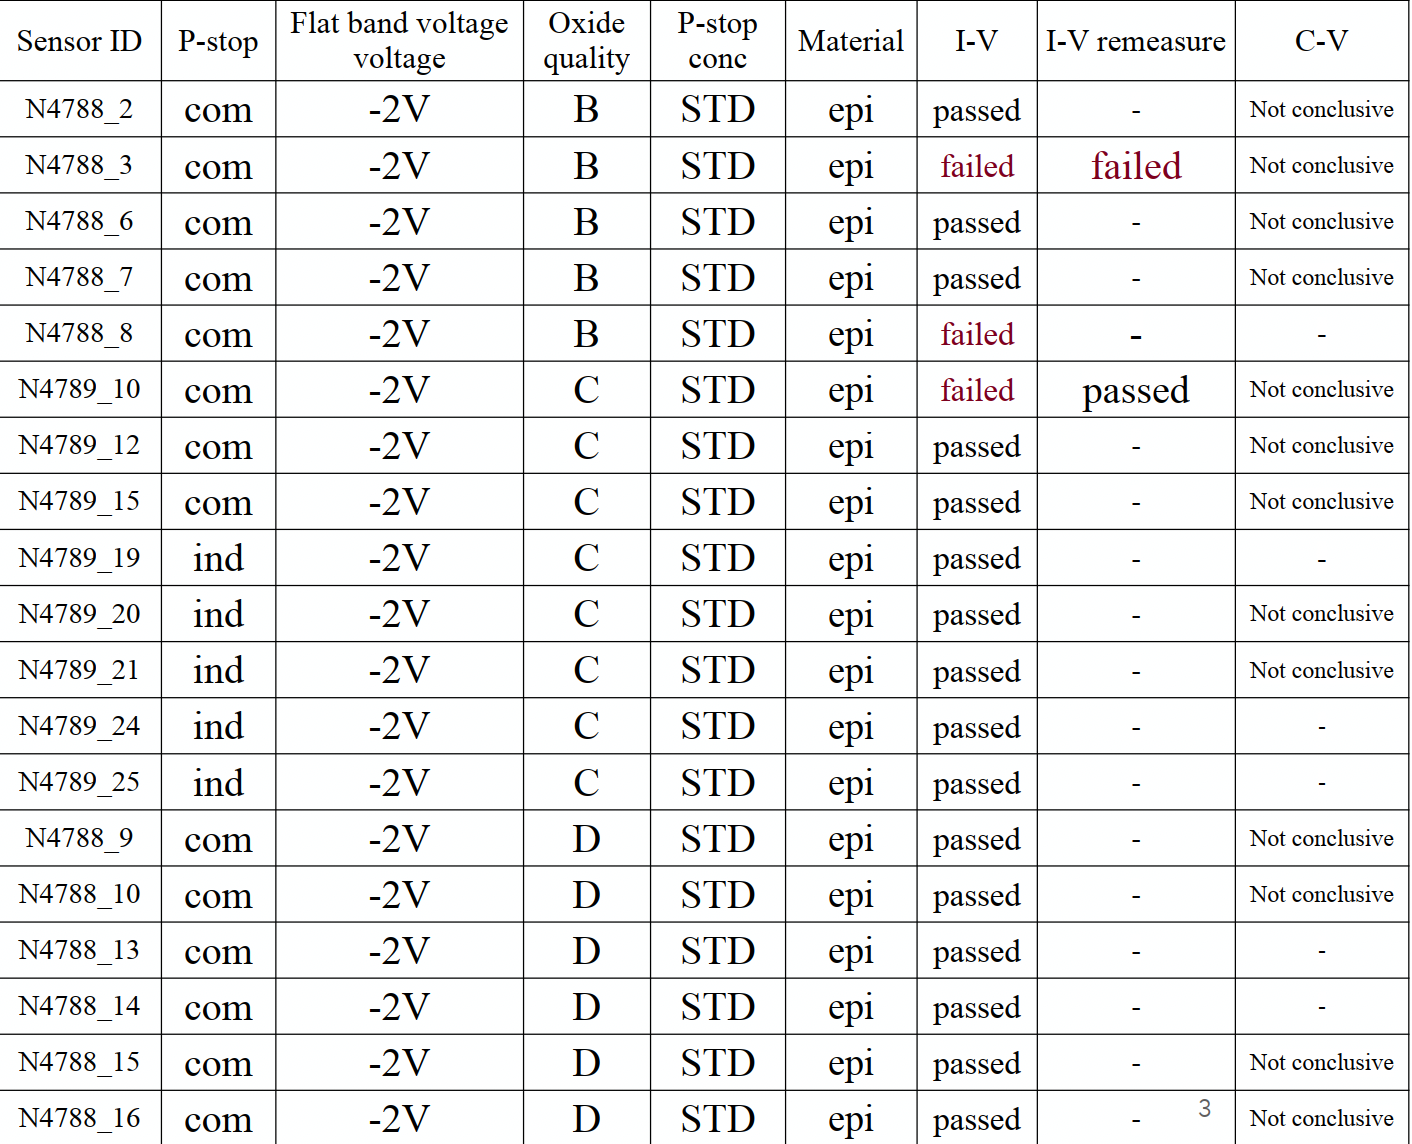 Sensor ID P-stop Flat band voltage voltage Oxide quality P-stop conc Material I-V I-V remeasure C-V
N4788_2 com -2V B STD epi passed - Not conclusive
N4788_3 com -2V B STD epi failed failed Not conclusive
N4788_6 com -2V B STD epi passed - Not conclusive
N4788_7 com -2V B STD epi passed - Not conclusive
N4788_8 com -2V B STD epi failed - -
N4789_10 com -2V C STD epi failed passed Not conclusive
N4789_12 com -2V C STD epi passed - Not conclusive
N4789_15 com -2V C STD epi passed - Not conclusive
N4789_19 ind -2V C STD epi passed - -
N4789_20 ind -2V C STD epi passed - Not conclusive
N4789_21 ind -2V C STD epi passed - Not conclusive
N4789_24 ind -2V C STD epi passed - -
N4789_25 ind -2V C STD epi passed - -
N4788_9 com -2V D STD epi passed - Not conclusive
N4788_10 com -2V D STD epi passed - Not conclusive
N4788_13 com -2V D STD epi passed - -
N4788_14 com -2V D STD epi passed - -
N4788_15 com -2V D STD epi passed - Not conclusive
N4788_16 com -2V D STD epi passed - Not conclusive
3